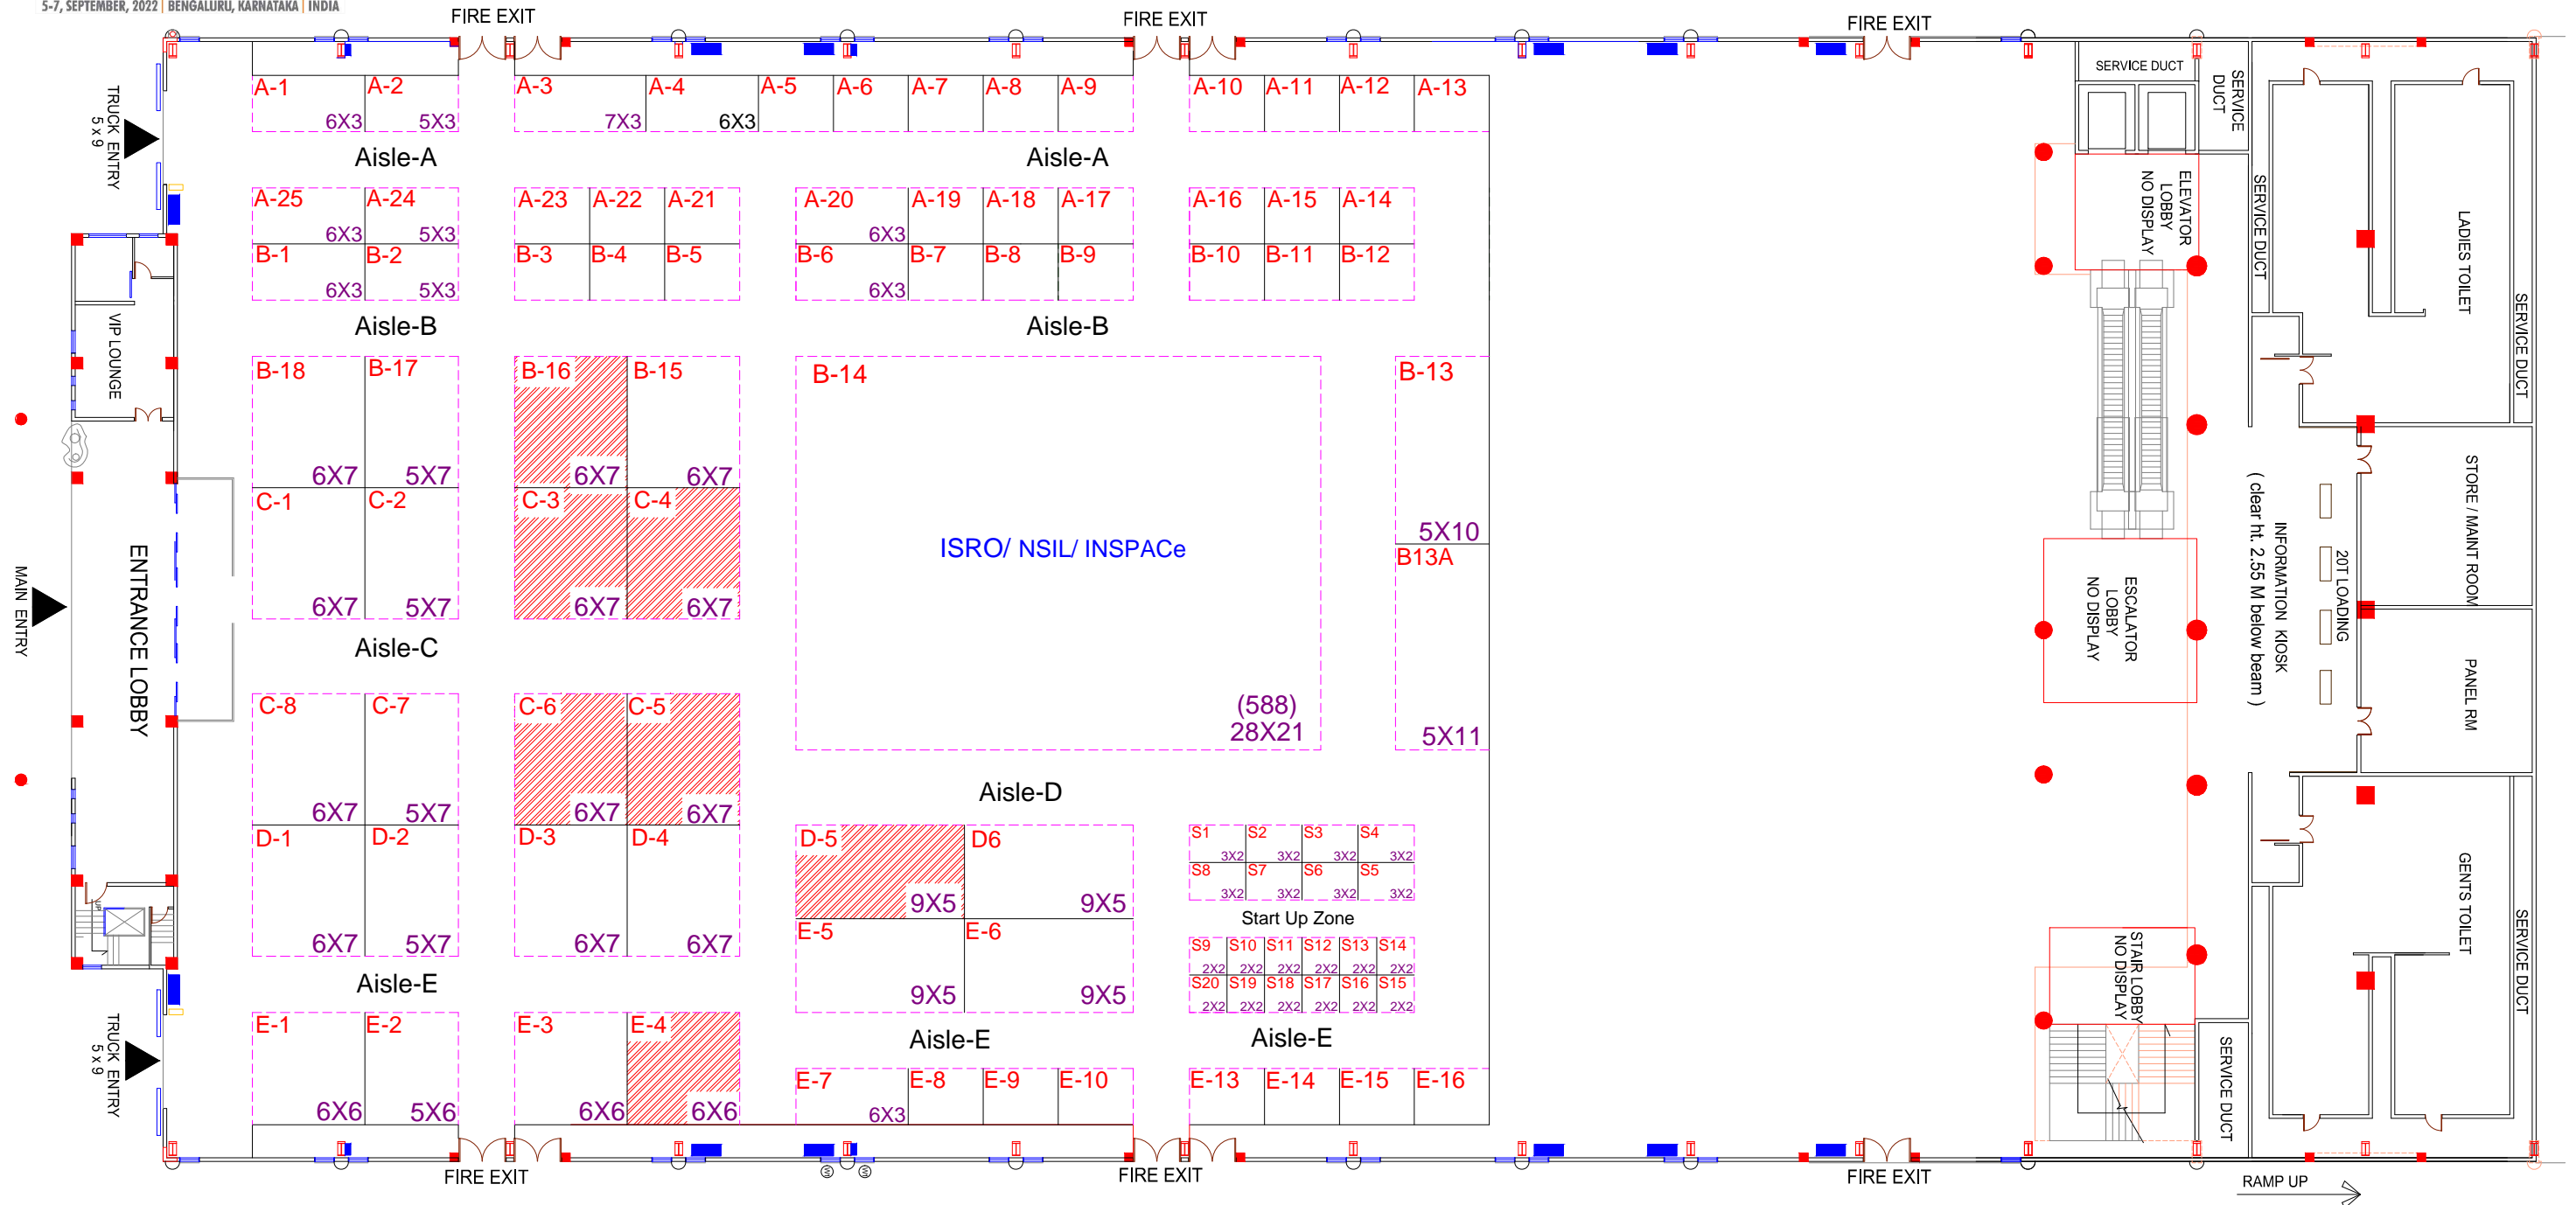 5-7, SEPTEMBER, 2022 | BENGALURU, KARNATAKA | INDIA
FIRE EXIT
FIRE EXIT
FIRE EXIT
TRUCK ENTRY
5 x 9
A-1
6X3
A-2
5X3
A-3
7X3
A-4
6X3
A-5
A-6
A-7
A-8
A-9
A-10
A-11
A-12
A-13
SERVICE DUCT
SERVICE
DUCT
Aisle-A
Aisle-A
A-25
6X3
A-24
5X3
A-23
A-22
A-21
A-20
6X3
A-19
A-18
A-17
A-16
A-15
A-14
B-1
6X3
B-2
5X3
B-3
B-4
B-5
B-6
6X3
B-7
B-8
B-9
B-10
B-11
B-12
ELEVATOR
LOBBY
NO DISPLAY
SERVICE DUCT
LADIES TOILET
SERVICE DUCT
VIP LOUNGE
Aisle-B
Aisle-B
B-18
6X7
B-17
5X7
B-16
6X7
B-15
6X7
B-14
ISRO/ NSIL/ INSPACe
(588)
28X21
B-13
5X10
B13A
5X11
C-1
6X7
C-2
5X7
C-3
6X7
C-4
6X7
MAIN ENTRY
ENTRANCE LOBBY
Aisle-C
ESCALATOR
LOBBY
NO DISPLAY
INFORMATION KIOSK
( clear ht. 2.55 M below beam )
20T LOADING
STORE / MAINT ROOM
PANEL RM
C-8
6X7
C-7
5X7
C-6
6X7
C-5
6X7
Aisle-D
D-1
6X7
D-2
5X7
D-3
6X7
D-4
6X7
D-5
9X5
D6
9X5
E-5
9X5
E-6
9X5
S1
3X2
S2
3X2
S3
3X2
S4
3X2
S8
3X2
S7
3X2
S6
3X2
S5
3X2
Start Up Zone
S9
2X2
S10
2X2
S11
2X2
S12
2X2
S13
2X2
S14
2X2
S20
2X2
S19
2X2
S18
2X2
S17
2X2
S16
2X2
S15
2X2
UP
STAIR LOBBY
NO DISPLAY
GENTS TOILET
SERVICE DUCT
Aisle-E
Aisle-E
Aisle-E
TRUCK ENTRY
5 x 9
E-1
6X6
E-2
5X6
E-3
6X6
E-4
6X6
E-7
6X3
E-8
E-9
E-10
E-13
E-14
E-15
E-16
SERVICE DUCT
FIRE EXIT
FIRE EXIT
FIRE EXIT
RAMP UP